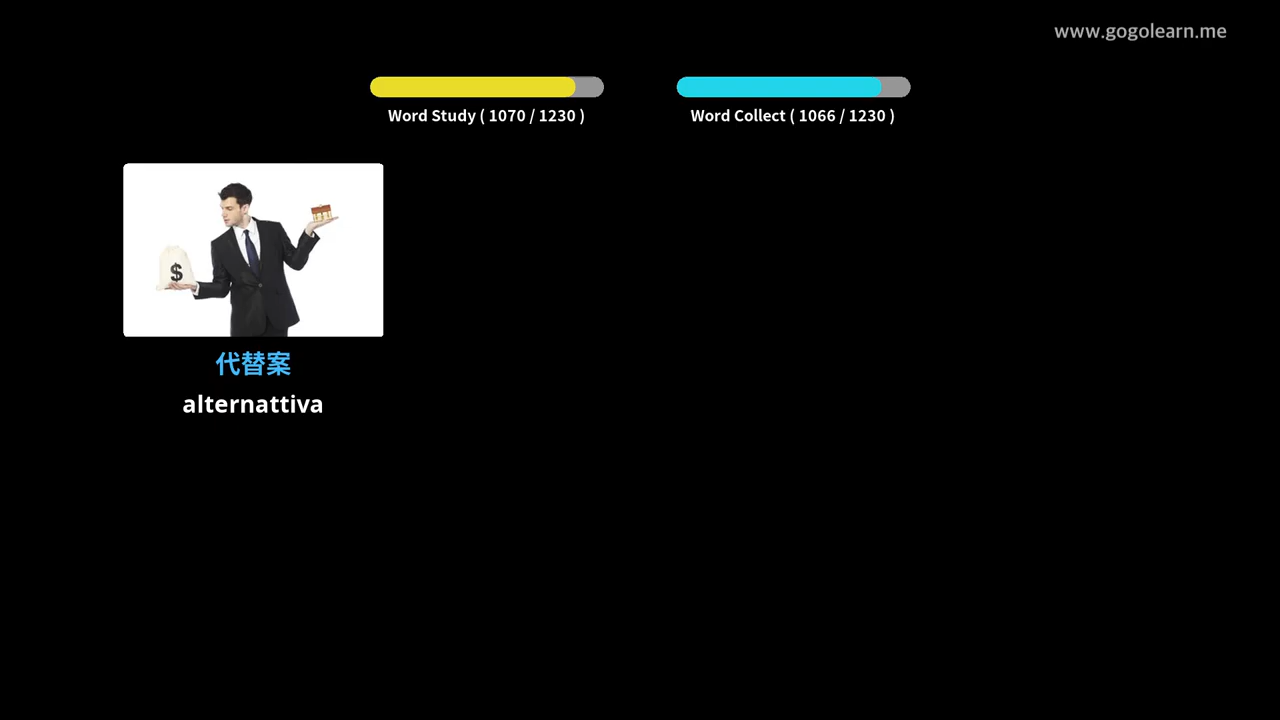 www.gogolearn.me
Word Study ( 1070 / 1230 )
Word Collect ( 1066 / 1230 )
$
代替案
alternattiva